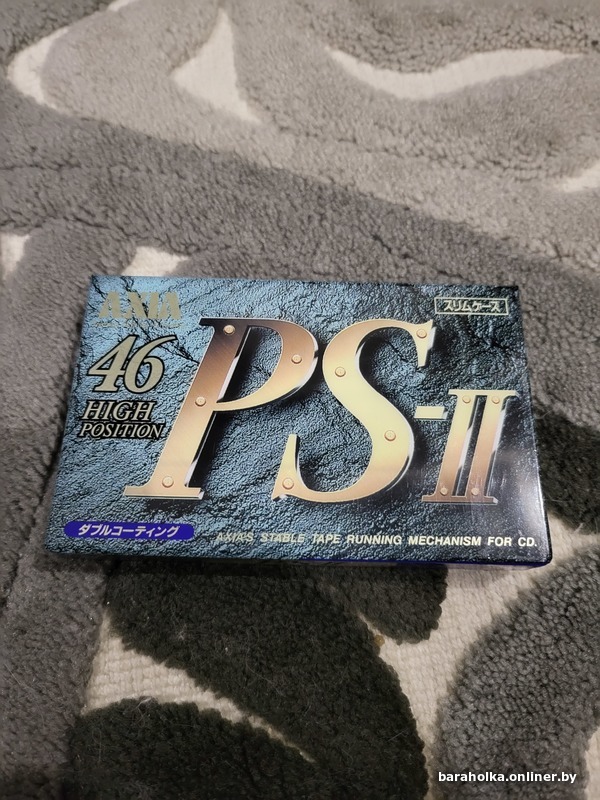 AXIA
スリムケース
46
HIGH
POSITION
PS-II
ダブルコーティング
AXIA'S STABLE TAPE RUNNING MECHANISM FOR CD.
baraholka.onliner.by